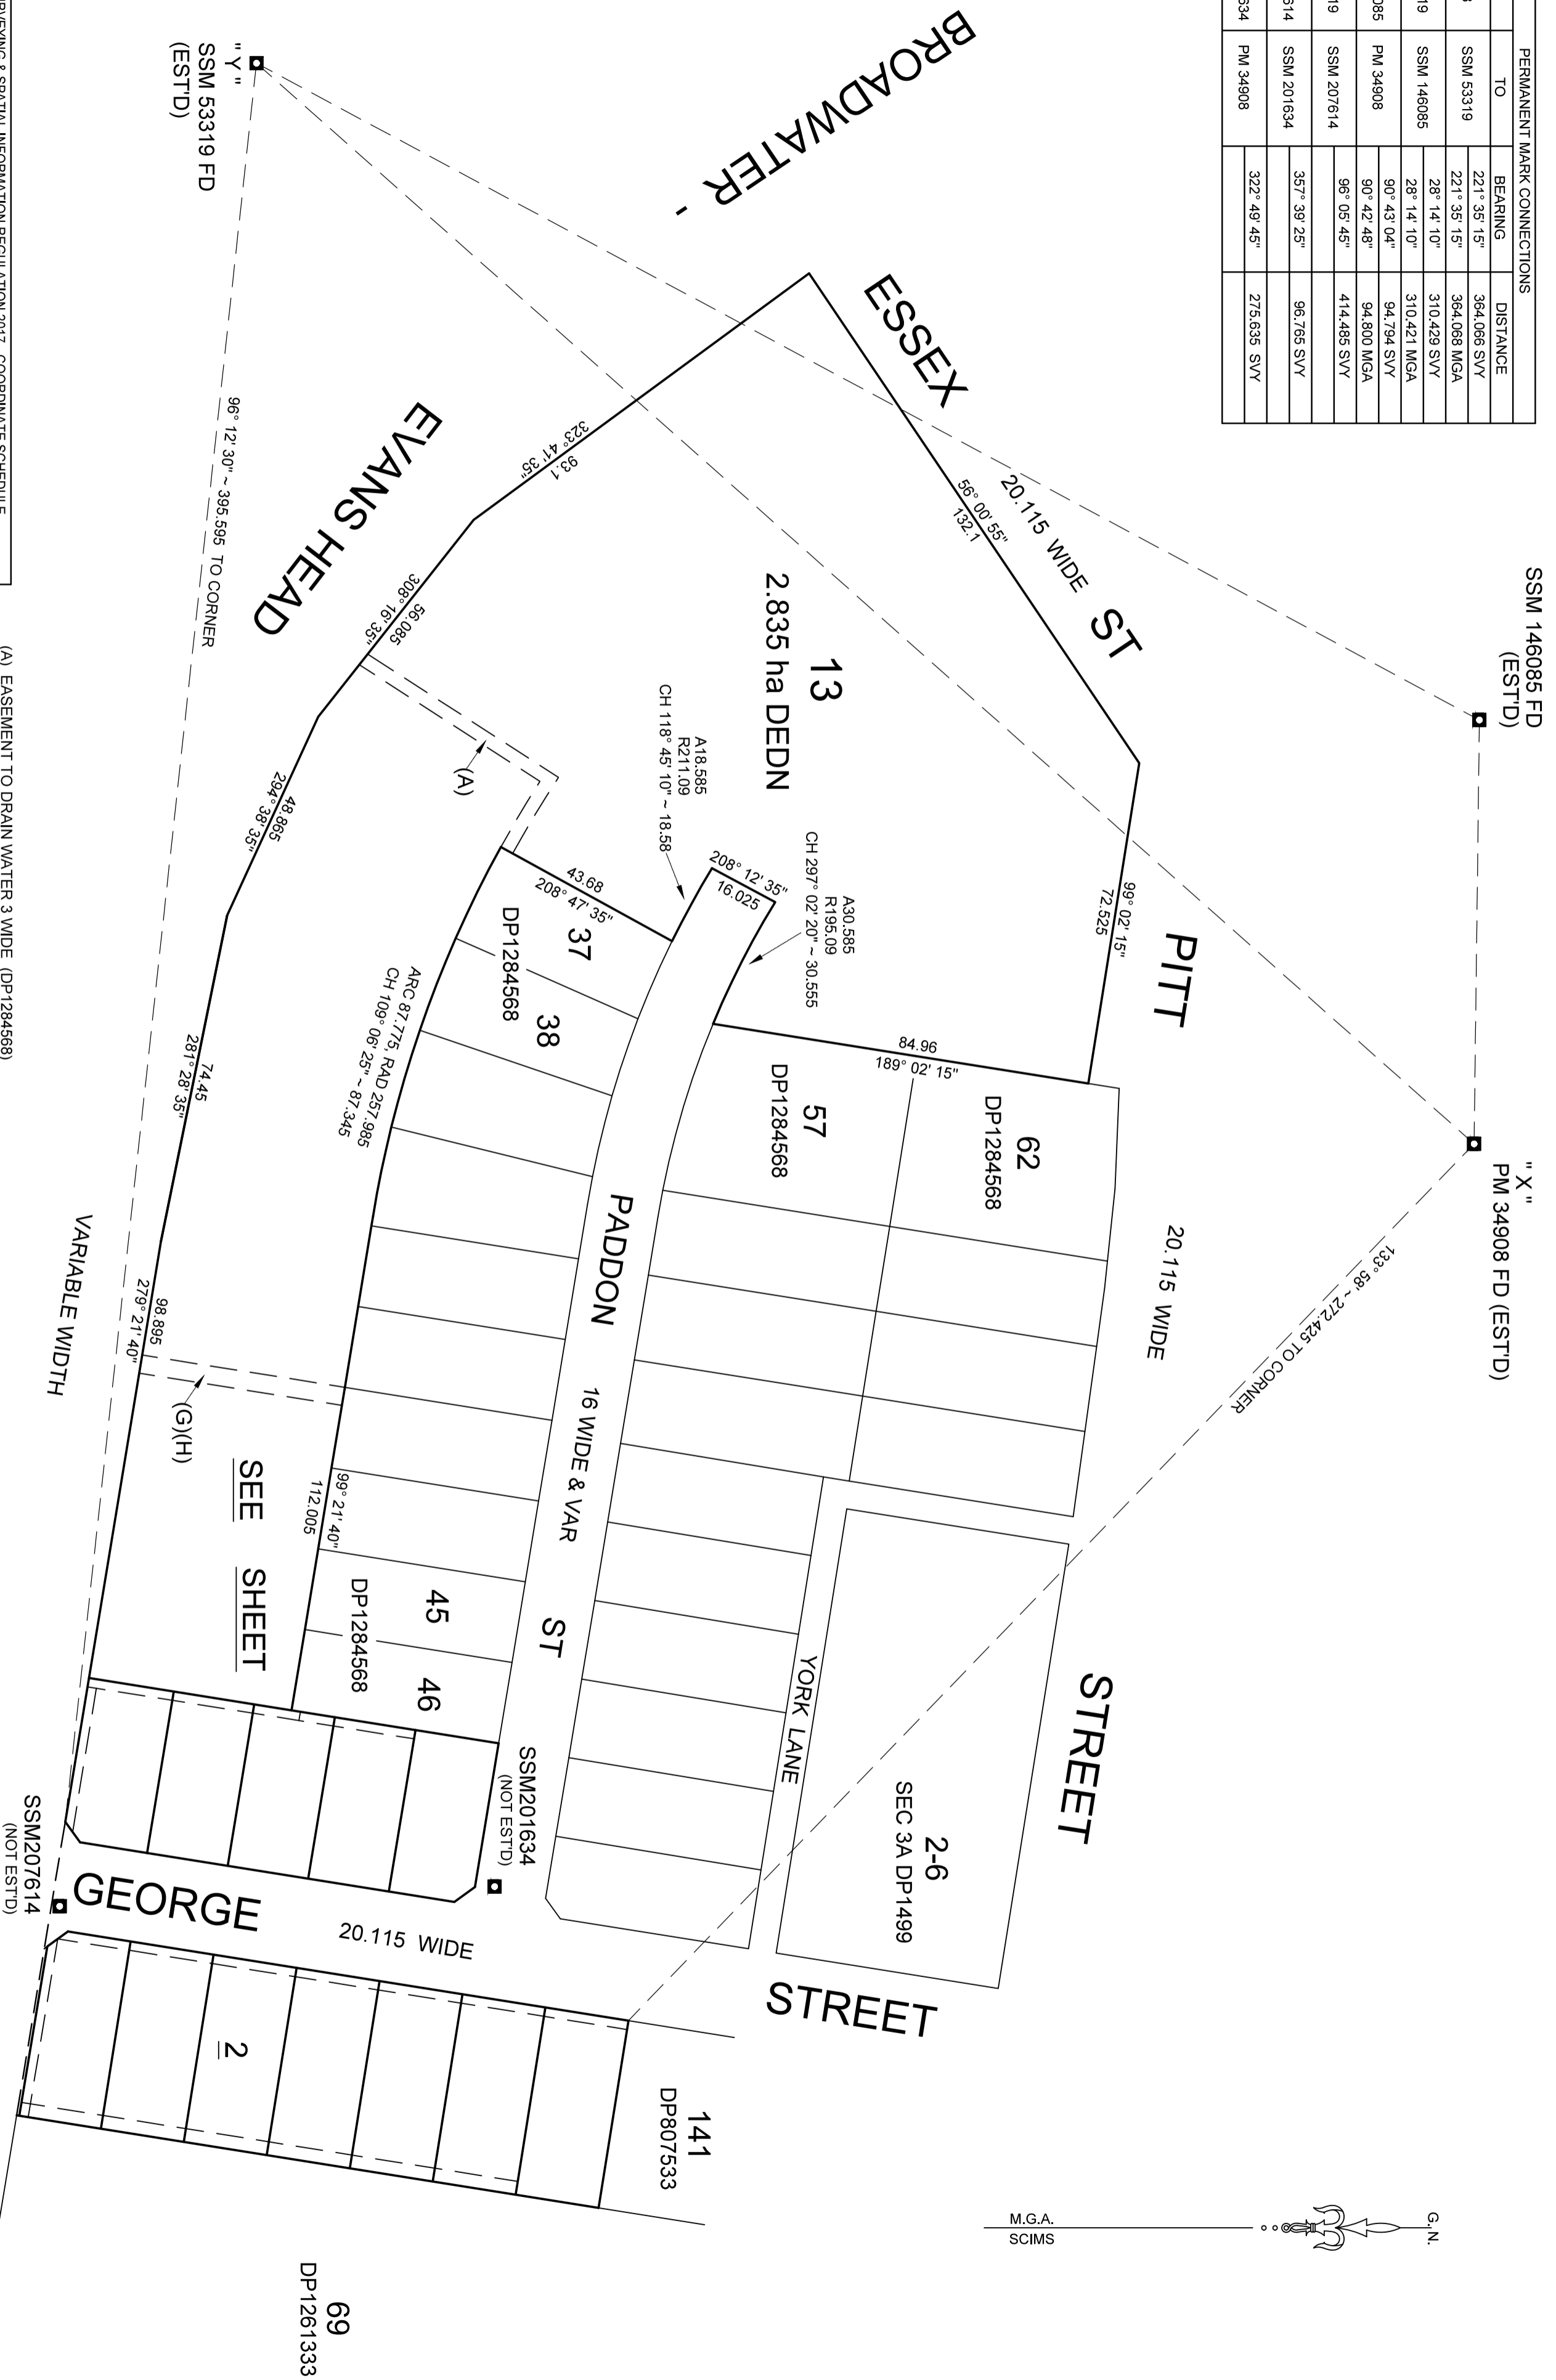 PERMANENT MARK CONNECTIONS
TO BEARING DISTANCE
SSM 53319 221° 35' 15" 364.066 SVY
221° 35' 15" 364.068 MGA
19 SSM 146085 28° 14' 10" 310.429 SVY
28° 14' 10" 310.421 MGA
085 PM 34908 90° 43' 04" 94.794 SVY
90° 42' 48" 94.800 MGA
19 SSM 207614 96° 05' 45" 414.485 SVY
614 SSM 201634 357° 39' 25" 96.765 SVY
634 PM 34908 322° 49' 45" 275.635 SVY
SSM 146085 FD
(EST'D)
" X "
PM 34908 FD (EST'D)
133° 58' ~ 272.425 TO CORNER
" Y "
SSM 53319 FD
(EST'D)
96° 12' 30" ~ 395.595 TO CORNER
BROADWATER -
EVANS HEAD
VARIABLE WIDTH
ESSEX
ST
20.115 WIDE
56° 00' 55"
132.1
PITT
STREET
20.115 WIDE
99° 02' 15"
72.525
13
2.835 ha DEDN
323° 41' 35"
93.1
56.085
308° 16' 35"
48.865
294° 38' 35"
74.45
281° 28' 35"
98.895
279° 21' 40"
(A)
(G)(H)
A18.585
R211.09
CH 118° 45' 10" ~ 18.58
208° 12' 35"
16.025
A30.585
R195.09
CH 297° 02' 20" ~ 30.555
43.68
208° 47' 35"
84.96
189° 02' 15"
37
38
DP1284568
ARC 87.775, RAD 257.985
CH 109° 06' 25" ~ 87.345
57
DP1284568
62
DP1284568
PADDON
ST
16 WIDE & VAR
99° 21' 40"
112.005
45
46
DP1284568
SEE
SHEET
2
YORK LANE
2-6
SEC 3A DP1499
SSM201634
(NOT EST'D)
SSM207614
(NOT EST'D)
GEORGE
STREET
20.115 WIDE
141
DP807533
69
DP1261333
G. N.
M.G.A.
SCIMS
(A) EASEMENT TO DRAIN WATER 3 WIDE (DP1284568)